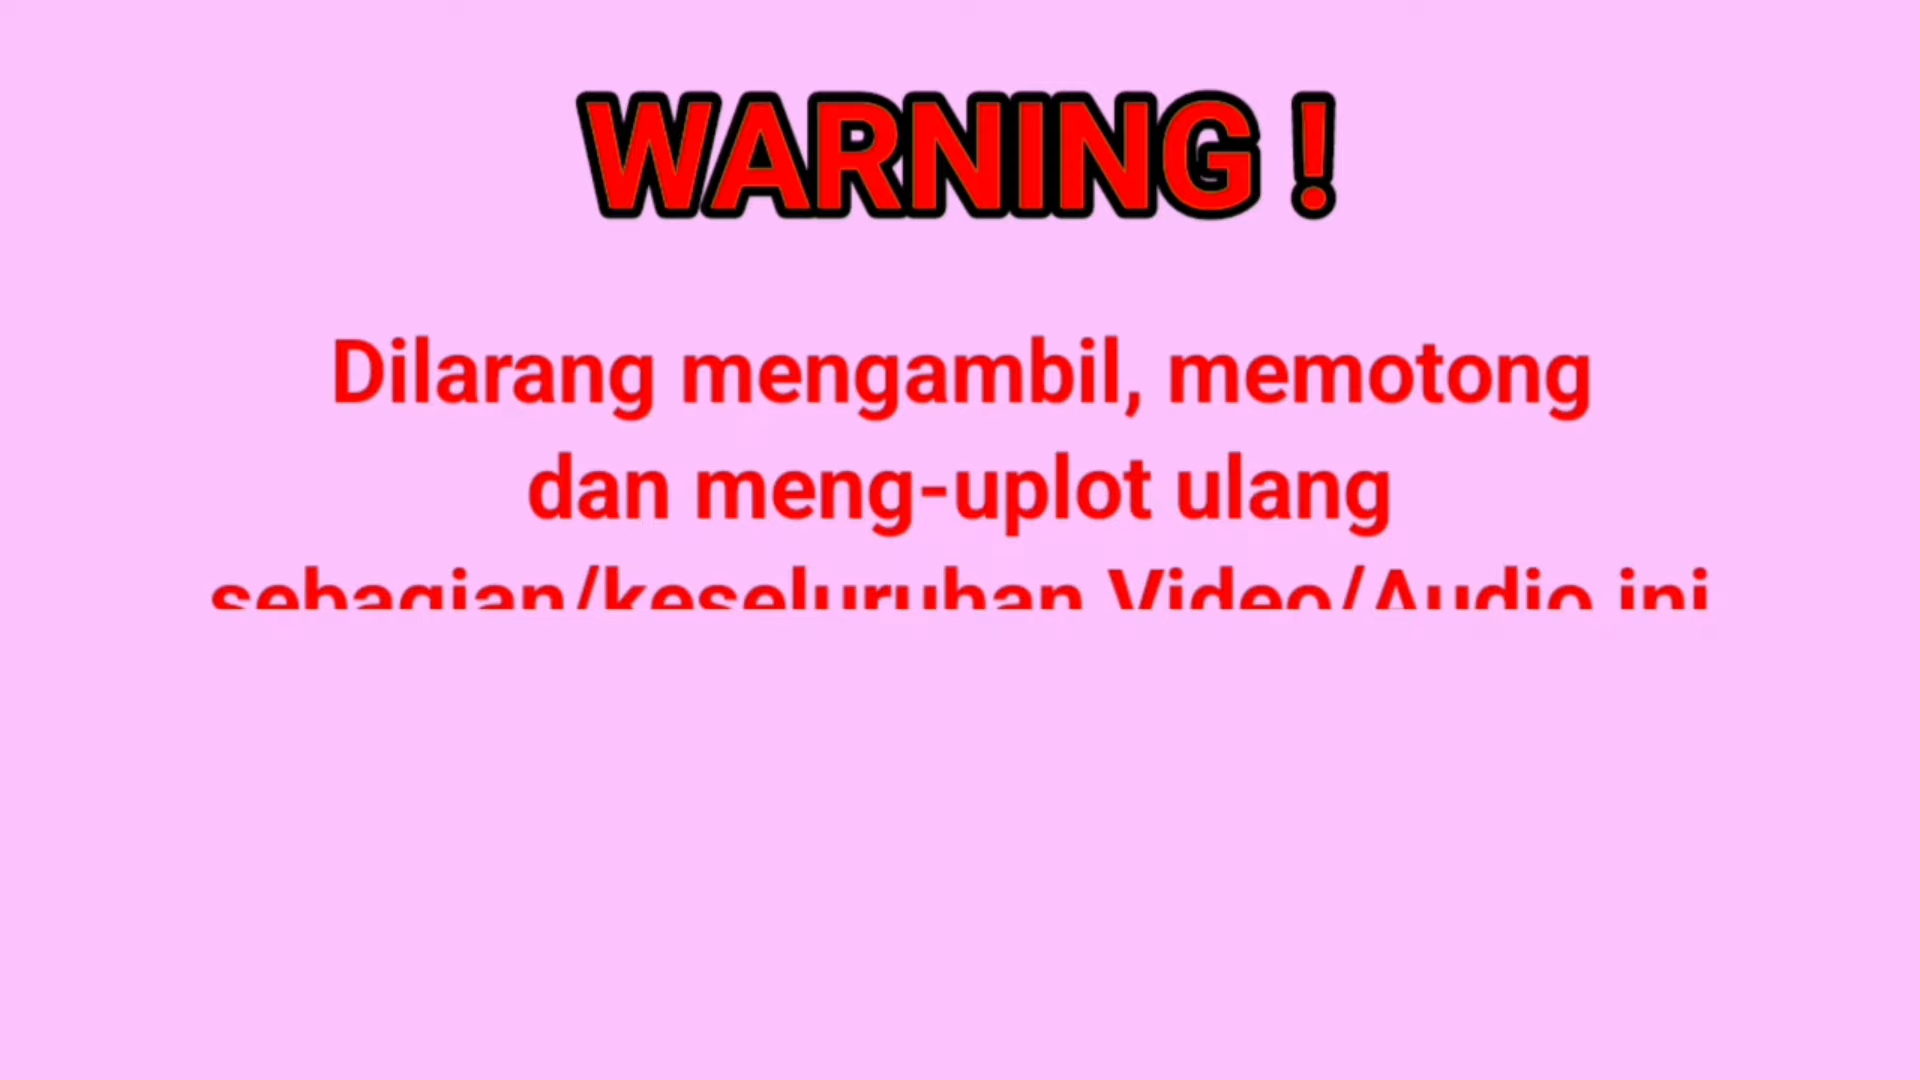 WARNING !
Dilarang mengambil, memotong
dan meng-uplot ulang
sebagian/keseluruhan Video/Audio ini